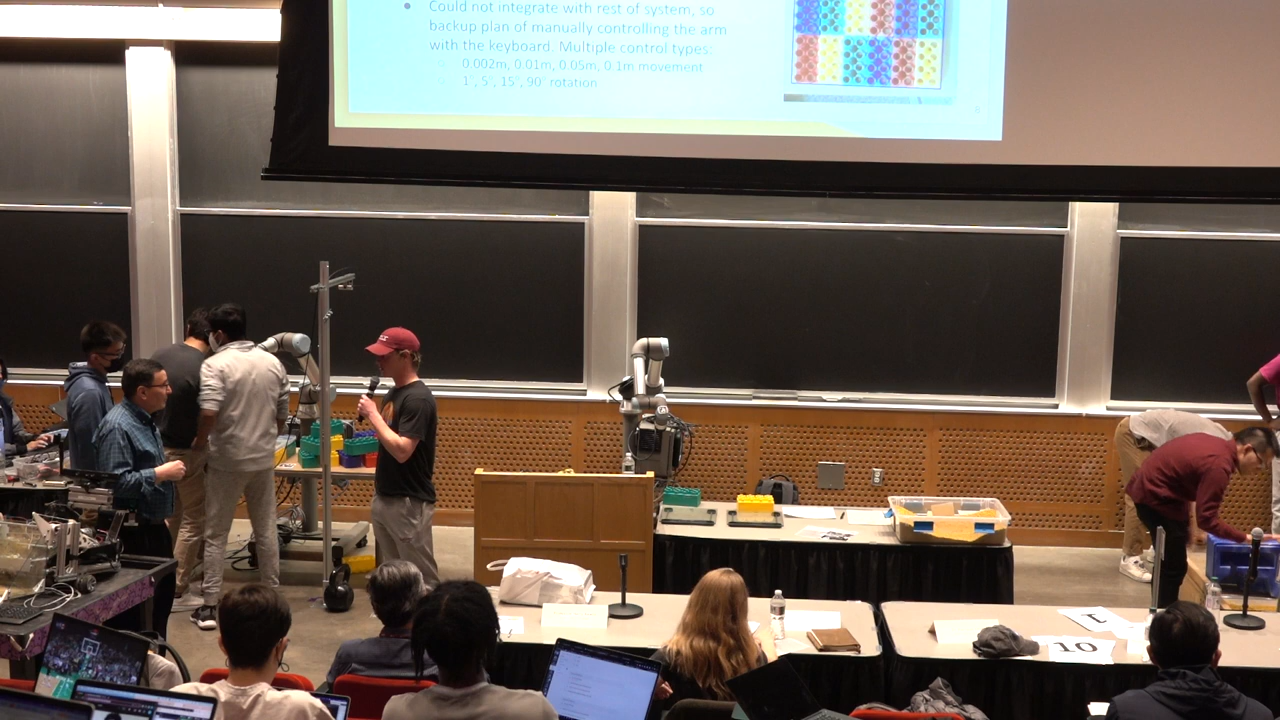 Could not integrate with rest of system, so
backup plan of manually controlling the arm
with the keyboard. Multiple control types:
0.002m, 0.01m, 0.05m, 0.1m movement
1°, 5°, 15°, 90° rotation
10